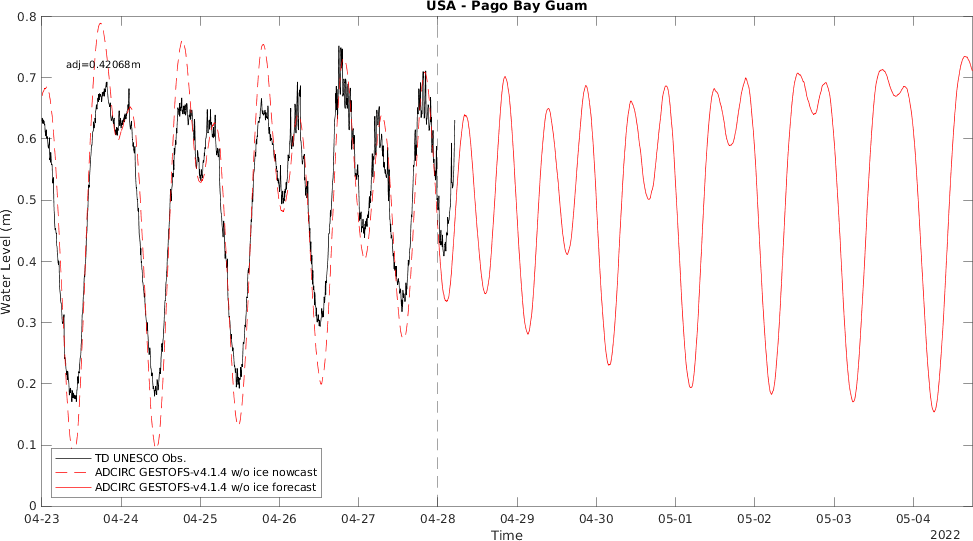 USA - Pago Bay Guam
adj=0.42068m
Water Level (m)
0.8
0.7
0.6
0.5
0.4
0.3
0.2
0.1
0
TD UNESCO Obs.
ADCIRC GESTOFS-v4.1.4 w/o ice nowcast
ADCIRC GESTOFS-v4.1.4 w/o ice forecast
04-23 04-24 04-25 04-26 04-27 04-28 04-29 04-30 05-01 05-02 05-03 05-04
Time
2022